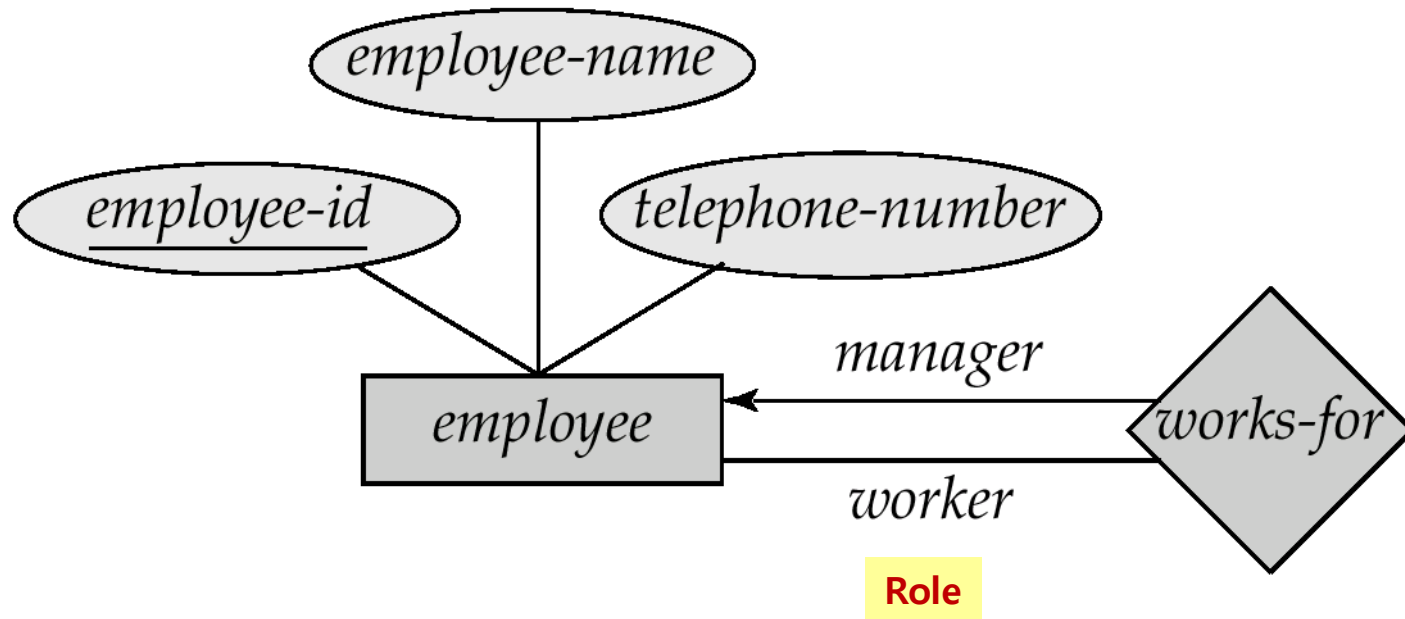 employee-name
employee-id
telephone-number
manager
employee
works-for
worker
Role